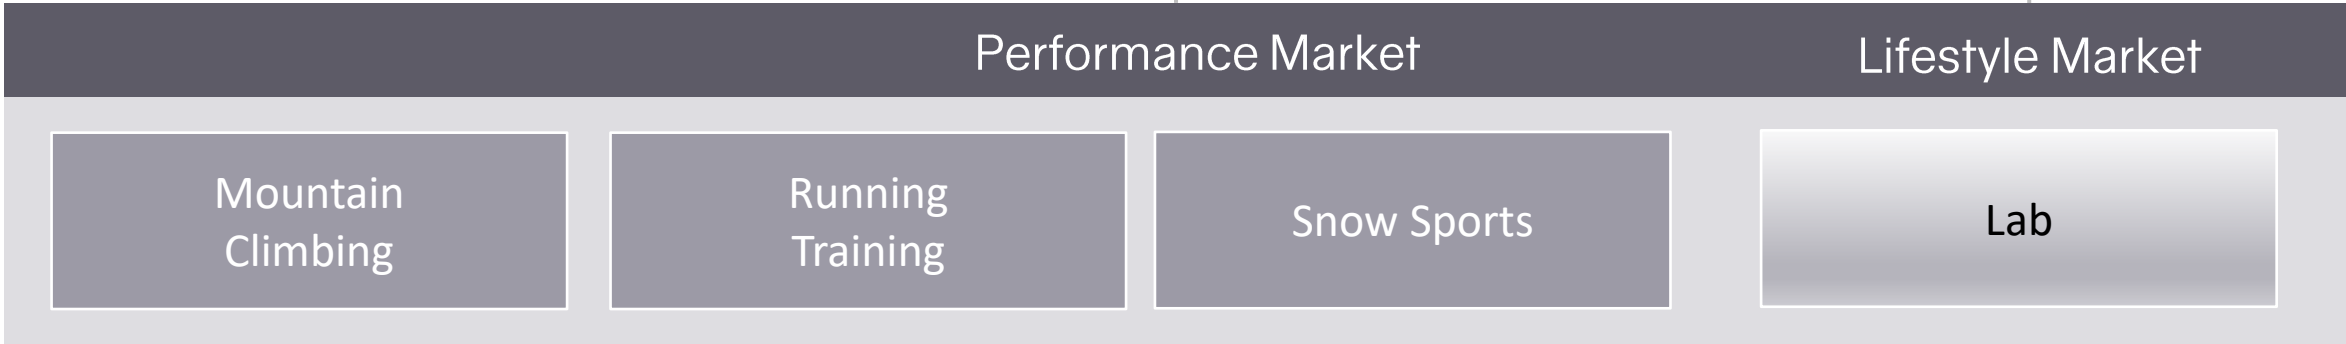 Performance Market
Lifestyle Market
Mountain
Climbing
Running
Training
Snow Sports
Lab